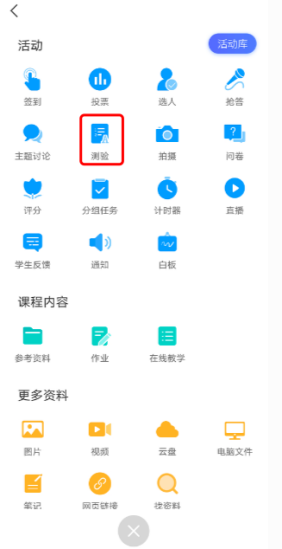 活动
活动库
签到 投票 选人 抢答
主题讨论 测验 拍摄 问卷
评分 分组任务 计时器 直播
学生反馈 通知 白板
课程内容
参考资料 作业 在线教学
更多资料
图片 视频 云盘 电脑文件
笔记 网页链接 找资料